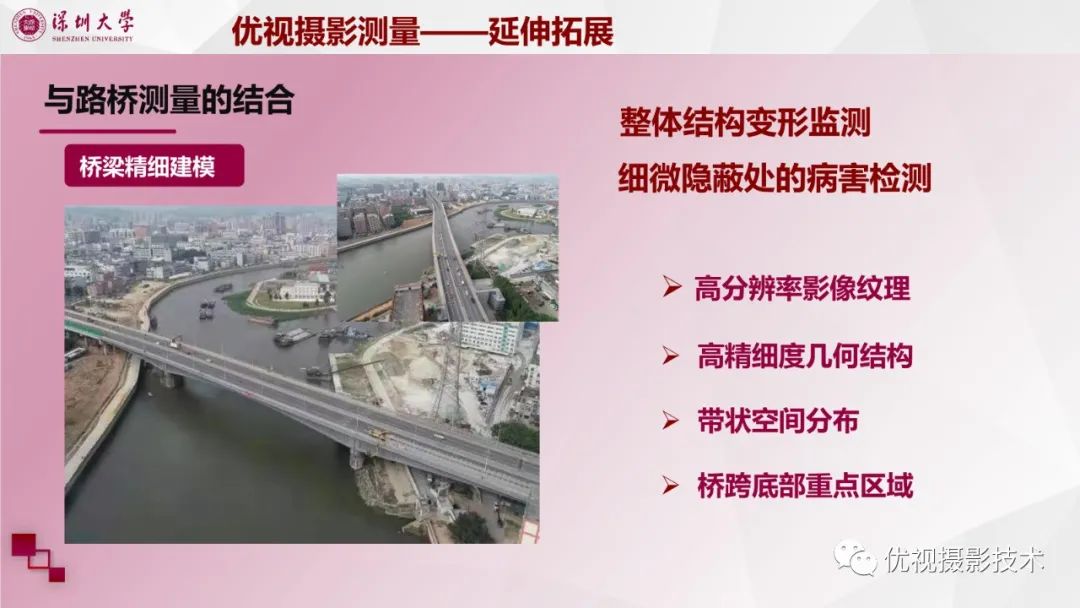 深圳大学
SHENZHEN UNIVERSITY
优视摄影测量——延伸拓展
与路桥测量的结合
桥梁精细建模
整体结构变形监测
细微隐蔽处的病害检测
高分辨率影像纹理
高精细度几何结构
带状空间分布
桥跨底部重点区域
优视摄影技术